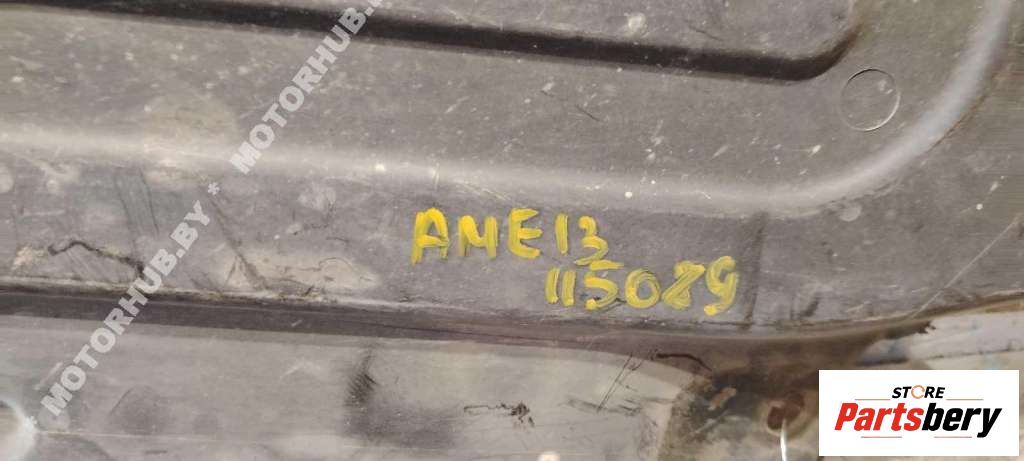 * MOTORHUB.BY * MOTORHUB.BY
AME13
115089
STORE
Partsbery